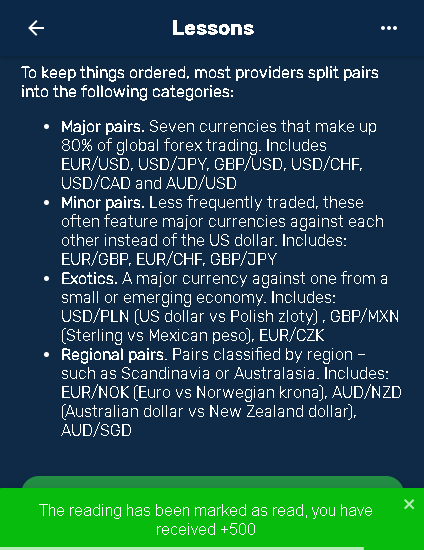 Lessons
To keep things ordered, most providers split pairs
into the following categories:
• Major pairs. Seven currencies that make up
80% of global forex trading. Includes
EUR/USD, USD/JPY, GBP/USD, USD/CHF,
USD/CAD and AUD/USD
• Minor pairs. Less frequently traded, these
often feature major currencies against each
other instead of the US dollar. Includes:
EUR/GBP, EUR/CHF, GBP/JPY
• Exotics. A major currency against one from a
small or emerging economy. Includes:
USD/PLN (US dollar vs Polish zloty) , GBP/MXN
(Sterling vs Mexican peso), EUR/CZK
• Regional pairs. Pairs classified by region –
such as Scandinavia or Australasia. Includes:
EUR/NOK (Euro vs Norwegian krona), AUD/NZD
(Australian dollar vs New Zealand dollar),
AUD/SGD
The reading has been marked as read, you have
received +500